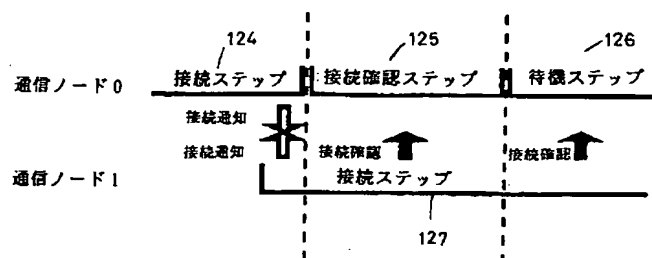 124
125
126
通信ノード0
接続ステップ
接続確認ステップ
待機ステップ
接続通知
接続通知
接続確認
接続確認
通信ノード1
接続ステップ
127